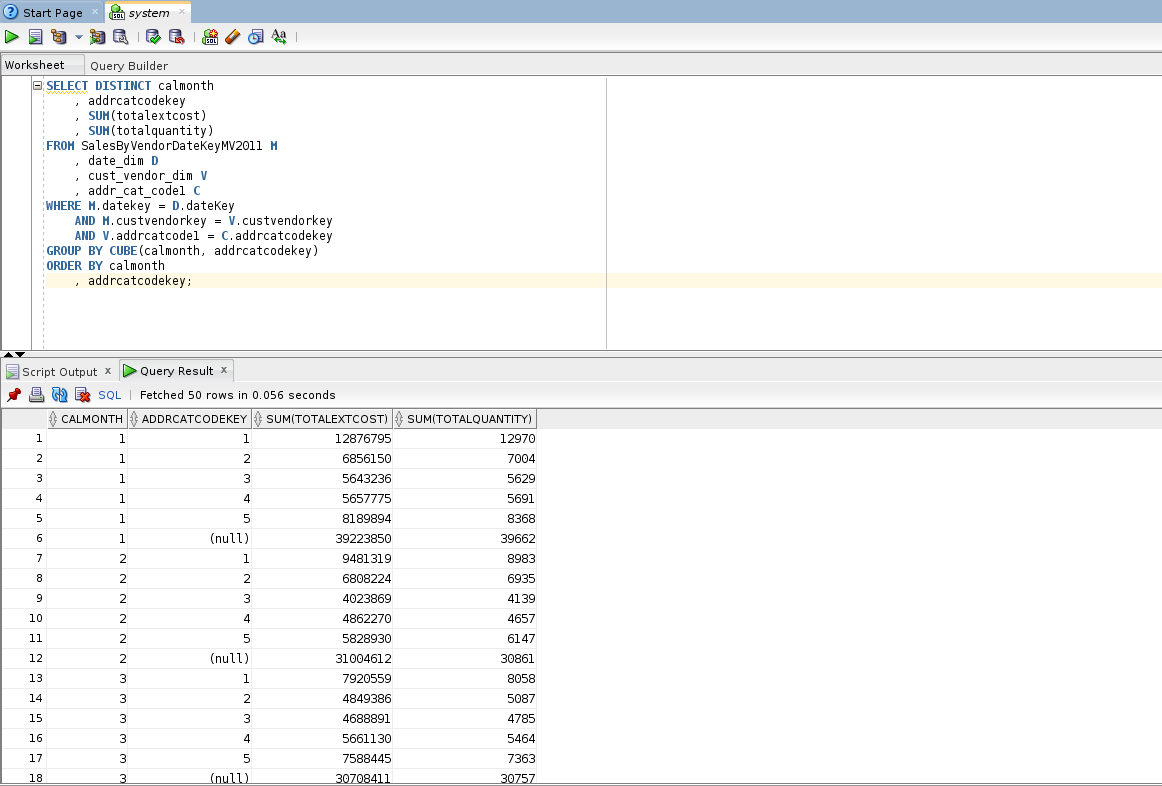 Start Page × system ×
Worksheet Query Builder
SELECT DISTINCT calmonth
, addrcatcodekey
, SUM(totalextcost)
, SUM(totalquantity)
FROM SalesByVendorDateKeyMV2011 M
, date_dim D
, cust_vendor_dim V
, addr_cat_code1 C
WHERE M.datekey = D.dateKey
AND M.custvendorkey = V.custvendorkey
AND V.addrcatcode1 = C.addrcatcodekey
GROUP BY CUBE(calmonth, addrcatcodekey)
ORDER BY calmonth
, addrcatcodekey;
Script Output × Query Result ×
SQL | Fetched 50 rows in 0.056 seconds
CALMONTH ADDRCATCODEKEY SUM(TOTALEXTCOST) SUM(TOTALQUANTITY)
1 1 1 12876795 12970
2 1 2 6856150 7004
3 1 3 5643236 5629
4 1 4 5657775 5691
5 1 5 8189894 8368
6 1 (null) 39223850 39662
7 2 1 9481319 8983
8 2 2 6808224 6935
9 2 3 4023869 4139
10 2 4 4862270 4657
11 2 5 5828930 6147
12 2 (null) 31004612 30861
13 3 1 7920559 8058
14 3 2 4849386 5087
15 3 3 4688891 4785
16 3 4 5661130 5464
17 3 5 7588445 7363
18 3 (null) 30708411 30757